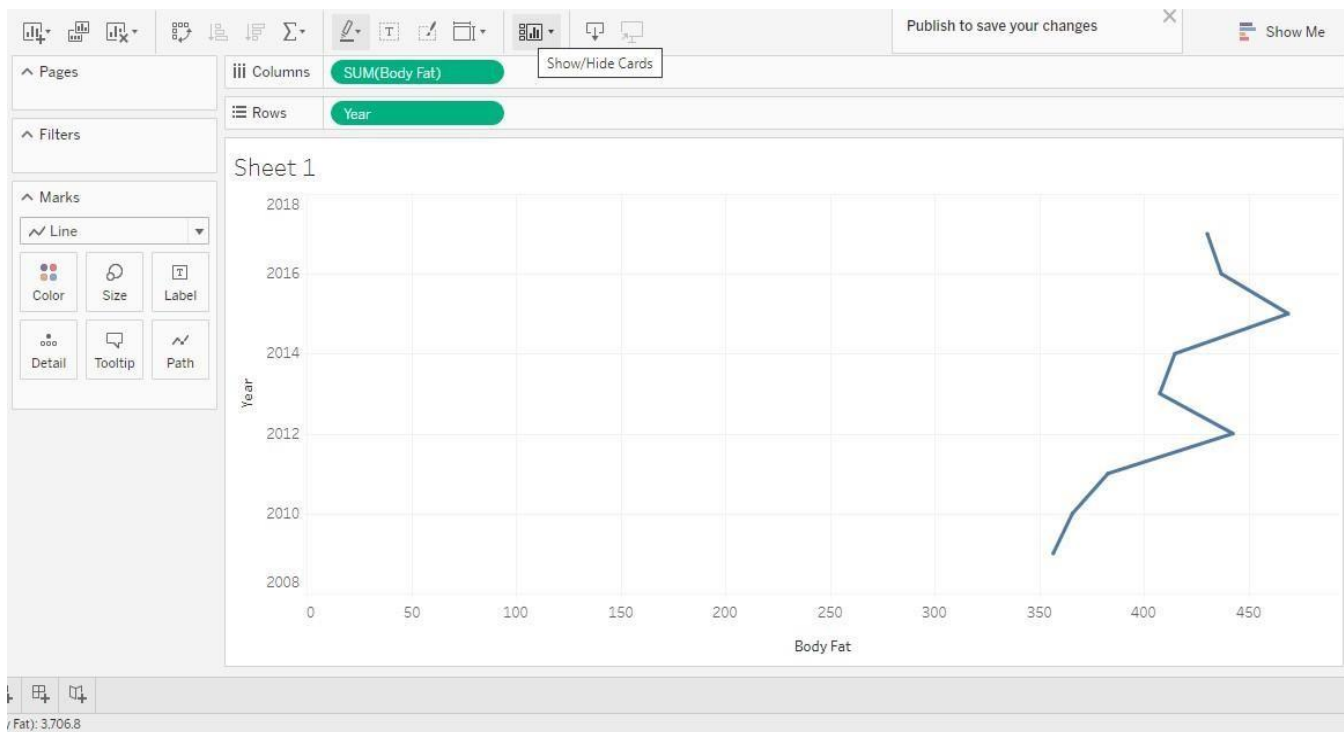 Publish to save your changes
Show Me
Show/Hide Cards
Pages
Columns SUM(Body Fat)
Rows Year
Filters
Marks
Line
Color Size Label
Detail Tooltip Path
Sheet 1
2018
2016
2014
2012
2010
2008
Year
0 50 100 150 200 250 300 350 400 450
Body Fat
Fat): 3,706.8